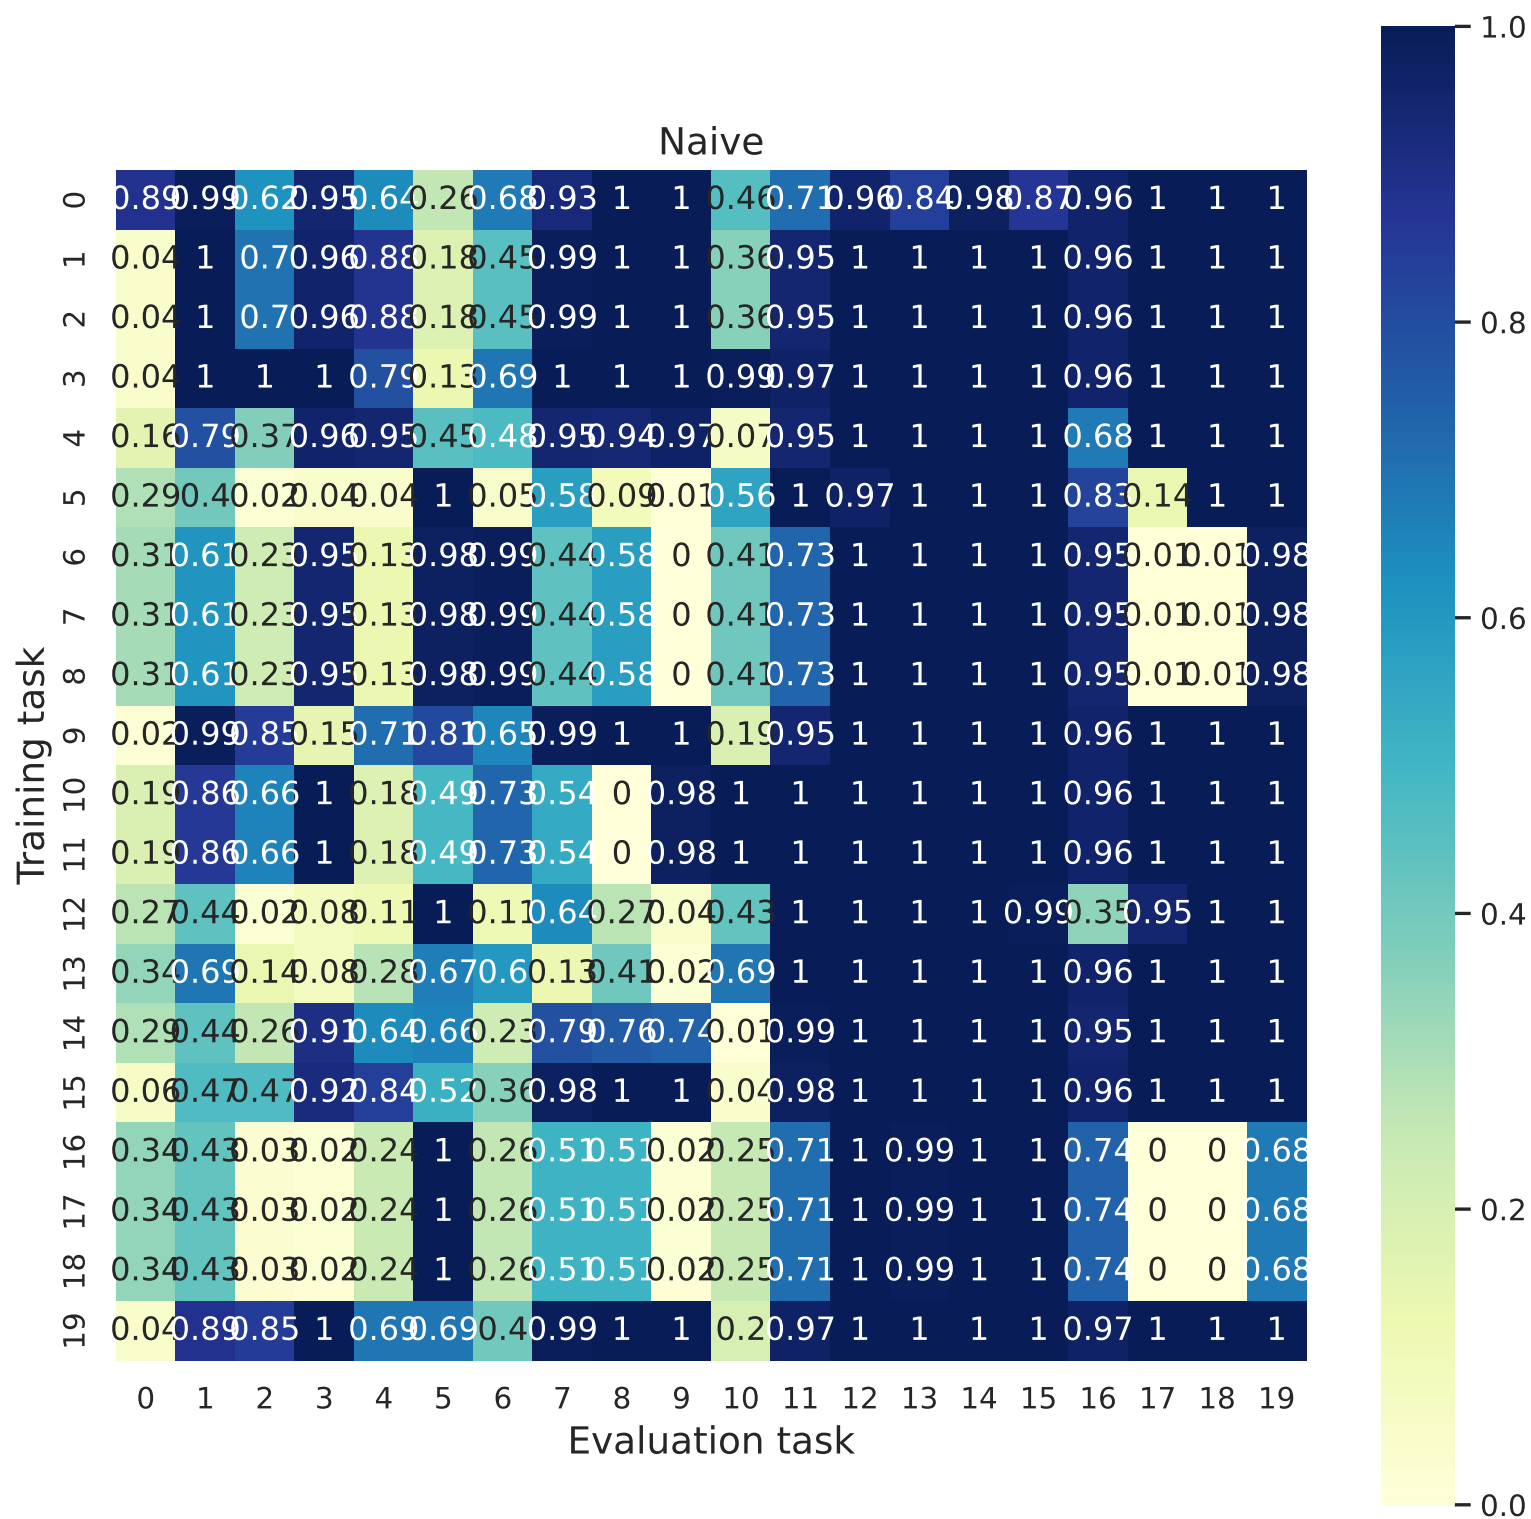 Naive
0 0.89 0.99 0.62 0.95 0.64 0.26 0.68 0.93 1 1 0.46 0.71 0.96 0.84 0.98 0.87 0.96 1 1 1
1 0.04 1 0.7 0.96 0.88 0.18 0.45 0.99 1 1 0.36 0.95 1 1 1 1 0.96 1 1 1
2 0.04 1 0.7 0.96 0.88 0.18 0.45 0.99 1 1 0.36 0.95 1 1 1 1 0.96 1 1 1
3 0.04 1 1 1 0.79 0.13 0.69 1 1 1 0.99 0.97 1 1 1 1 0.96 1 1 1
4 0.16 0.79 0.37 0.96 0.95 0.45 0.48 0.95 0.94 0.97 0.07 0.95 1 1 1 1 0.68 1 1 1
5 0.29 0.4 0.02 0.04 0.04 1 0.05 0.58 0.09 0.01 0.56 1 0.97 1 1 1 0.83 0.14 1 1
6 0.31 0.61 0.23 0.95 0.13 0.98 0.99 0.44 0.58 0 0.41 0.73 1 1 1 1 0.95 0.01 0.01 0.98
7 0.31 0.61 0.23 0.95 0.13 0.98 0.99 0.44 0.58 0 0.41 0.73 1 1 1 1 0.95 0.01 0.01 0.98
8 0.31 0.61 0.23 0.95 0.13 0.98 0.99 0.44 0.58 0 0.41 0.73 1 1 1 1 0.95 0.01 0.01 0.98
9 0.02 0.99 0.85 0.15 0.71 0.81 0.65 0.99 1 1 0.19 0.95 1 1 1 1 0.96 1 1 1
10 0.19 0.86 0.66 1 0.18 0.49 0.73 0.54 0 0.98 1 1 1 1 1 1 0.96 1 1 1
11 0.19 0.86 0.66 1 0.18 0.49 0.73 0.54 0 0.98 1 1 1 1 1 1 0.96 1 1 1
12 0.27 0.44 0.02 0.08 0.11 1 0.11 0.64 0.27 0.04 0.43 1 1 1 1 0.99 0.35 0.95 1 1
13 0.34 0.69 0.14 0.08 0.28 0.67 0.6 0.13 0.41 0.02 0.69 1 1 1 1 1 0.96 1 1 1
14 0.29 0.44 0.26 0.91 0.64 0.66 0.23 0.79 0.76 0.74 0.01 0.99 1 1 1 1 0.95 1 1 1
15 0.06 0.47 0.47 0.92 0.84 0.52 0.36 0.98 1 1 0.04 0.98 1 1 1 1 0.96 1 1 1
16 0.34 0.43 0.03 0.02 0.24 1 0.26 0.51 0.51 0.02 0.25 0.71 1 0.99 1 1 0.74 0 0 0.68
17 0.34 0.43 0.03 0.02 0.24 1 0.26 0.51 0.51 0.02 0.25 0.71 1 0.99 1 1 0.74 0 0 0.68
18 0.34 0.43 0.03 0.02 0.24 1 0.26 0.51 0.51 0.02 0.25 0.71 1 0.99 1 1 0.74 0 0 0.68
19 0.04 0.89 0.85 1 0.69 0.69 0.4 0.99 1 1 0.2 0.97 1 1 1 1 0.97 1 1 1
0 1 2 3 4 5 6 7 8 9 10 11 12 13 14 15 16 17 18 19
Evaluation task
Training task
1.0
0.8
0.6
0.4
0.2
0.0